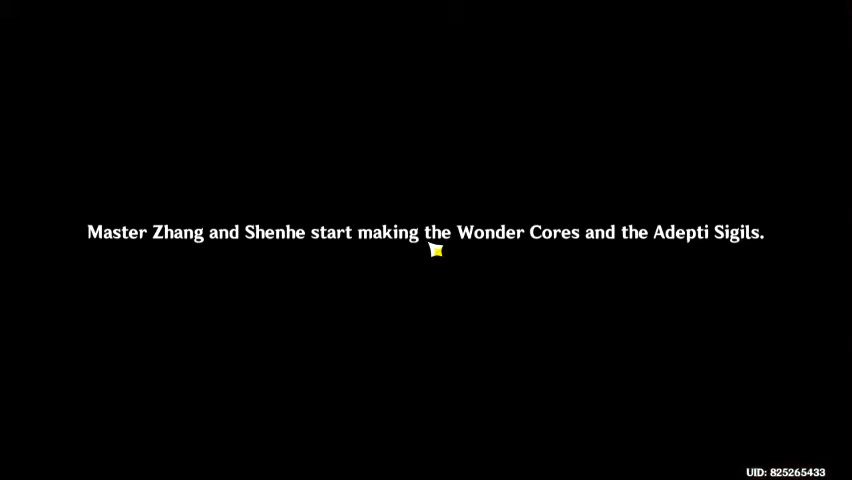 Master Zhang and Shenhe start making the Wonder Cores and the Adepti Sigils.
UID: 825265433